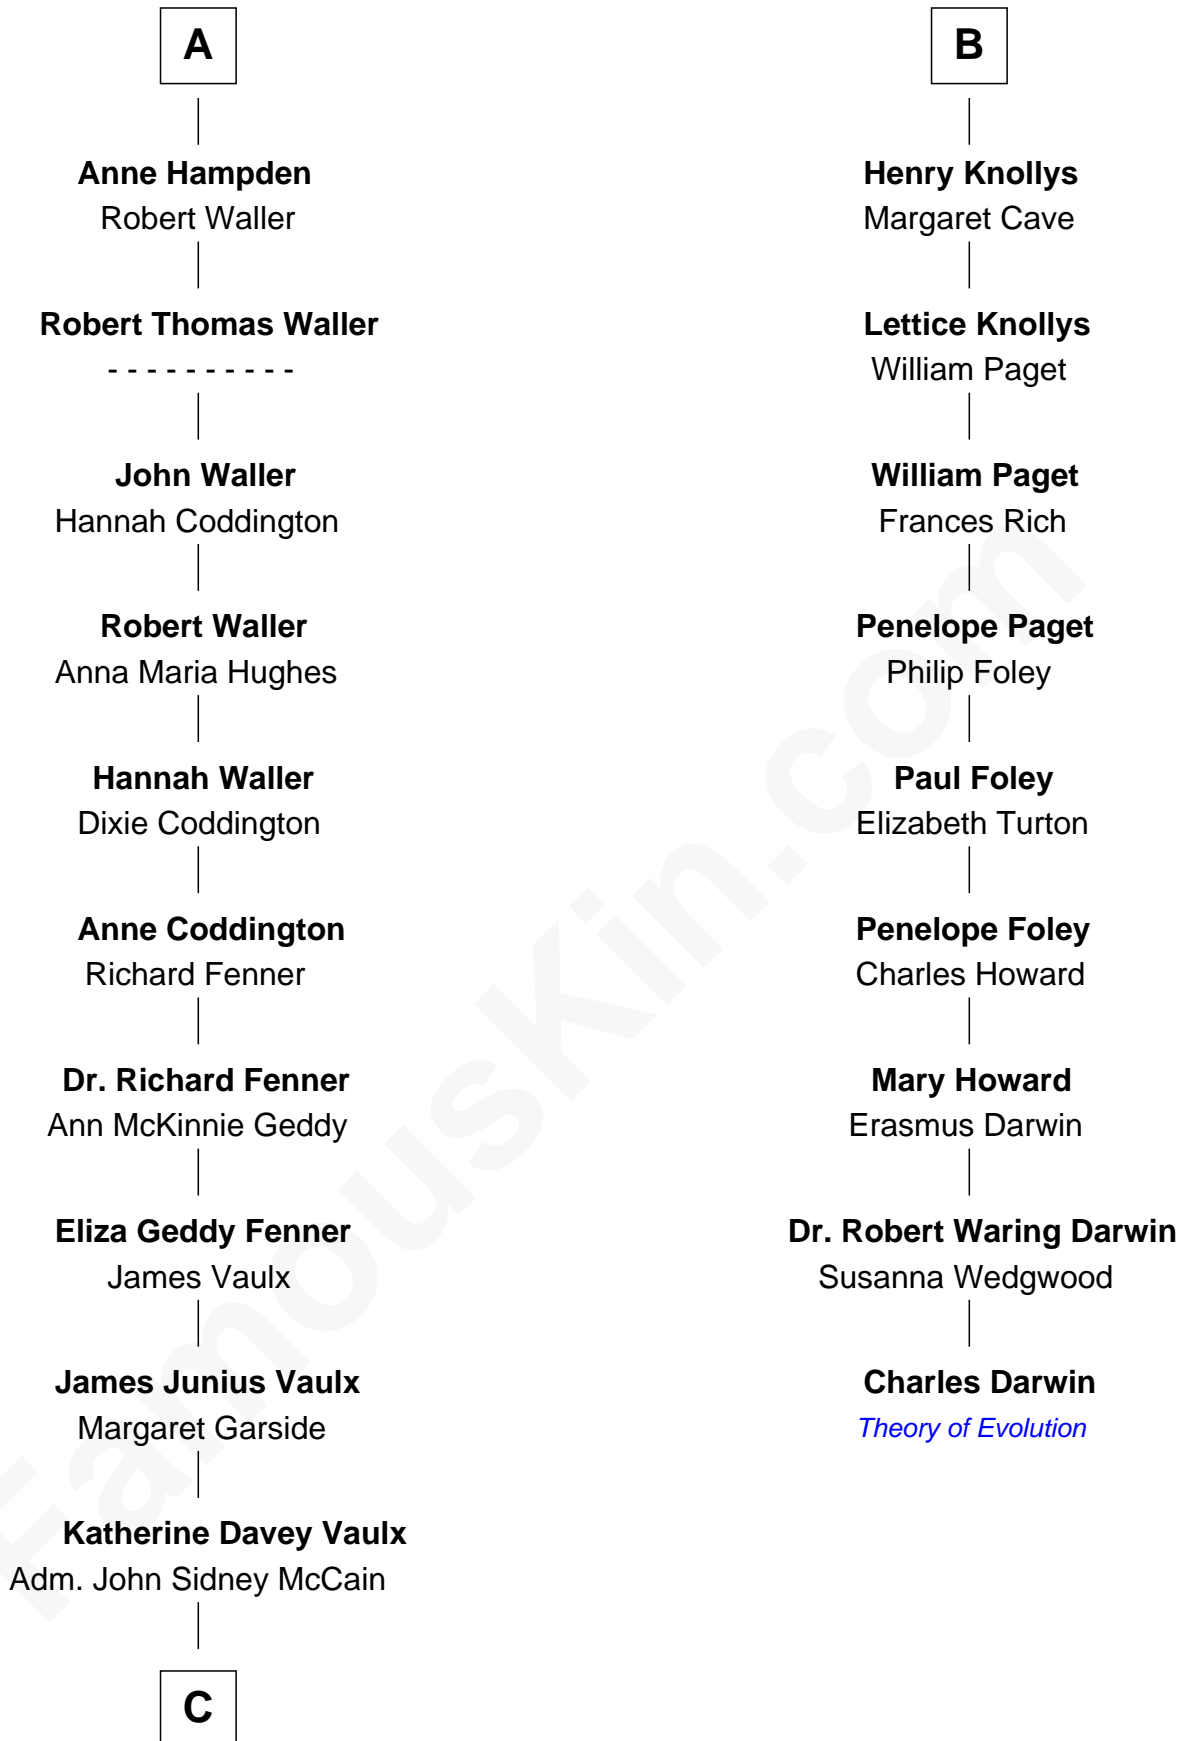 A
Anne Hampden
Robert Waller
Robert Thomas Waller
- - - - - - - - - -
John Waller
Hannah Coddington
Robert Waller
Anna Maria Hughes
Hannah Waller
Dixie Coddington
Anne Coddington
Richard Fenner
Dr. Richard Fenner
Ann McKinnie Geddy
Eliza Geddy Fenner
James Vaulx
James Junius Vaulx
Margaret Garside
Katherine Davey Vaulx
Adm. John Sidney McCain
C
B
Henry Knollys
Margaret Cave
Lettice Knollys
William Paget
William Paget
Frances Rich
Penelope Paget
Philip Foley
Paul Foley
Elizabeth Turton
Penelope Foley
Charles Howard
Mary Howard
Erasmus Darwin
Dr. Robert Waring Darwin
Susanna Wedgwood
Charles Darwin
Theory of Evolution
FamousKin.com